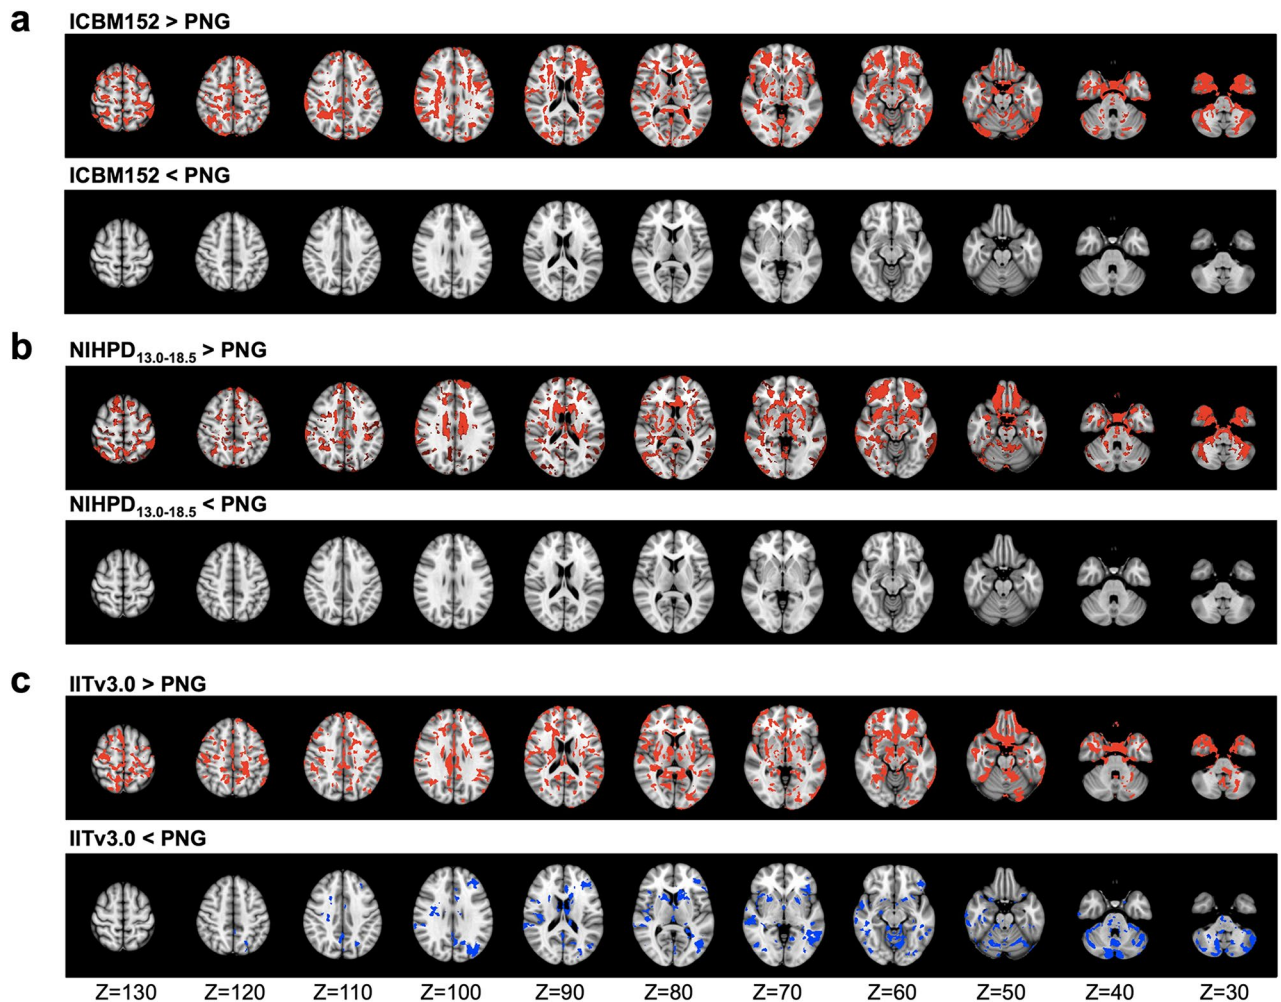 a
ICBM152 > PNG
ICBM152 < PNG
b
NIHPD13.0-18.5 > PNG
NIHPD13.0-18.5 < PNG
c
IITv3.0 > PNG
IITv3.0 < PNG
Z=130 Z=120 Z=110 Z=100 Z=90 Z=80 Z=70 Z=60 Z=50 Z=40 Z=30